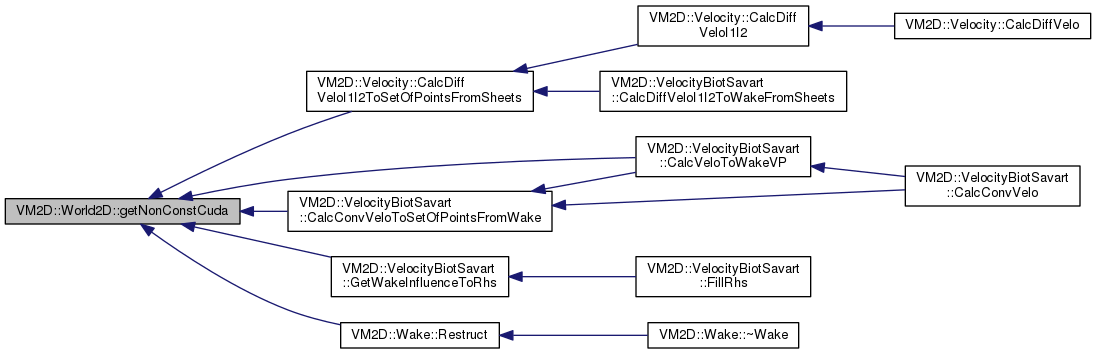 VM2D::World2D::getNonConstCuda
VM2D::Velocity::CalcDiff
VeloI1I2ToSetOfPointsFromSheets
VM2D::Velocity::CalcDiff
VeloI1I2
VM2D::Velocity::CalcDiffVelo
VM2D::VelocityBiotSavart
::CalcDiffVeloI1I2ToWakeFromSheets
VM2D::VelocityBiotSavart
::CalcVeloToWakeVP
VM2D::VelocityBiotSavart
::CalcConvVelo
VM2D::VelocityBiotSavart
::CalcConvVeloToSetOfPointsFromWake
VM2D::VelocityBiotSavart
::GetWakeInfluenceToRhs
VM2D::VelocityBiotSavart
::FillRhs
VM2D::Wake::Restruct
VM2D::Wake::~Wake